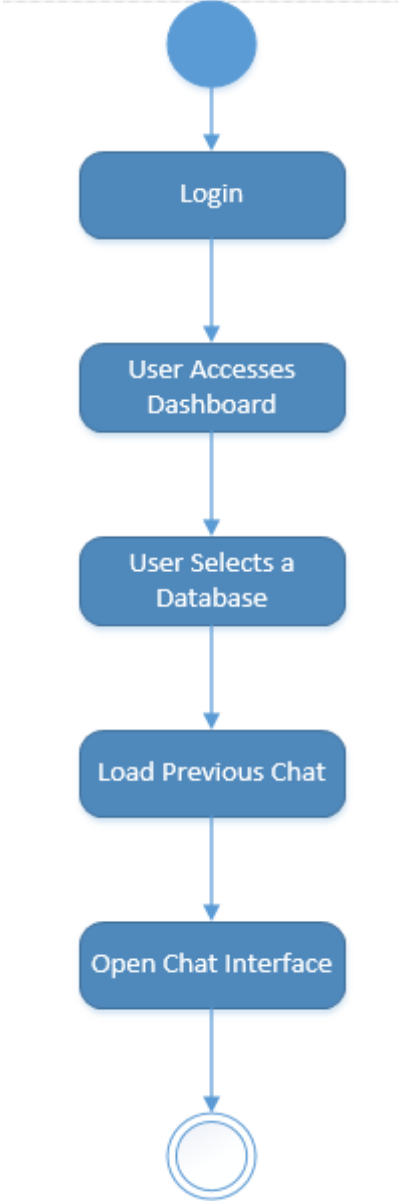 Login
User Accesses
Dashboard
User Selects a
Database
Load Previous Chat
Open Chat Interface